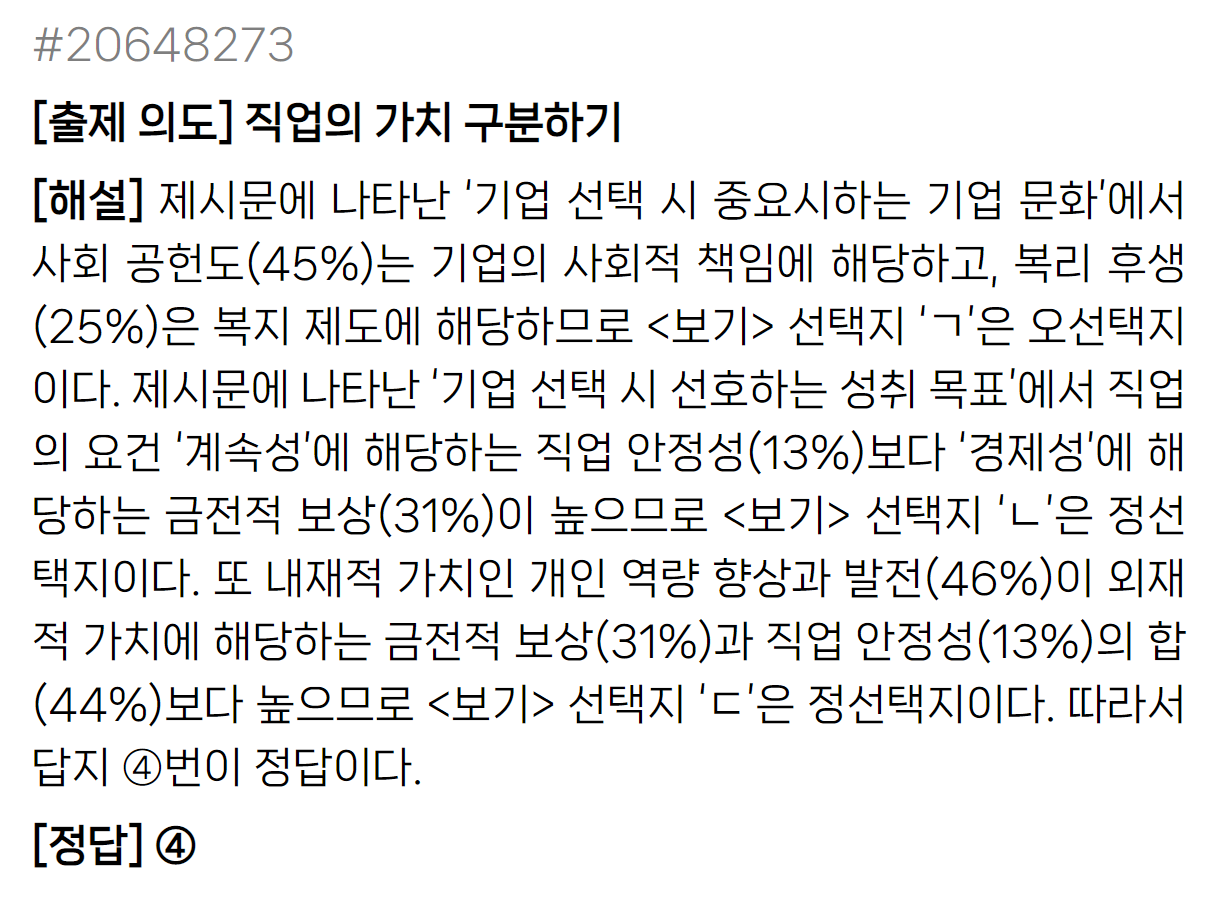 #20648273
[출제 의도] 직업의 가치 구분하기
[해설] 제시문에 나타난 ‘기업 선택 시 중요시하는 기업 문화’에서
사회 공헌도(45%)는 기업의 사회적 책임에 해당하고, 복리 후생
(25%)은 복지 제도에 해당하므로 <보기> 선택지 ‘ㄱ’은 오선택지
이다. 제시문에 나타난 ‘기업 선택 시 선호하는 성취 목표’에서 직업
의 요건 ‘계속성’에 해당하는 직업 안정성(13%)보다 ‘경제성’에 해
당하는 금전적 보상(31%)이 높으므로 <보기> 선택지 ‘ㄴ’은 정선
택지이다. 또 내재적 가치인 개인 역량 향상과 발전(46%)이 외재
적 가치에 해당하는 금전적 보상(31%)과 직업 안정성(13%)의 합
(44%)보다 높으므로 <보기> 선택지 ‘ㄷ’은 정선택지이다. 따라서
답지 ④번이 정답이다.
[정답] ④